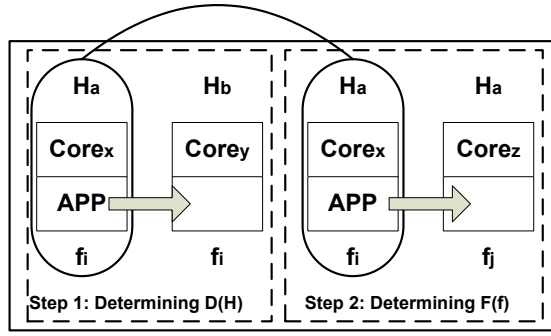 Ha Hb Ha Ha
Corex Corey Corex Corez
APP APP
fi fi fi fj
Step 1: Determining D(H) Step 2: Determining F(f)